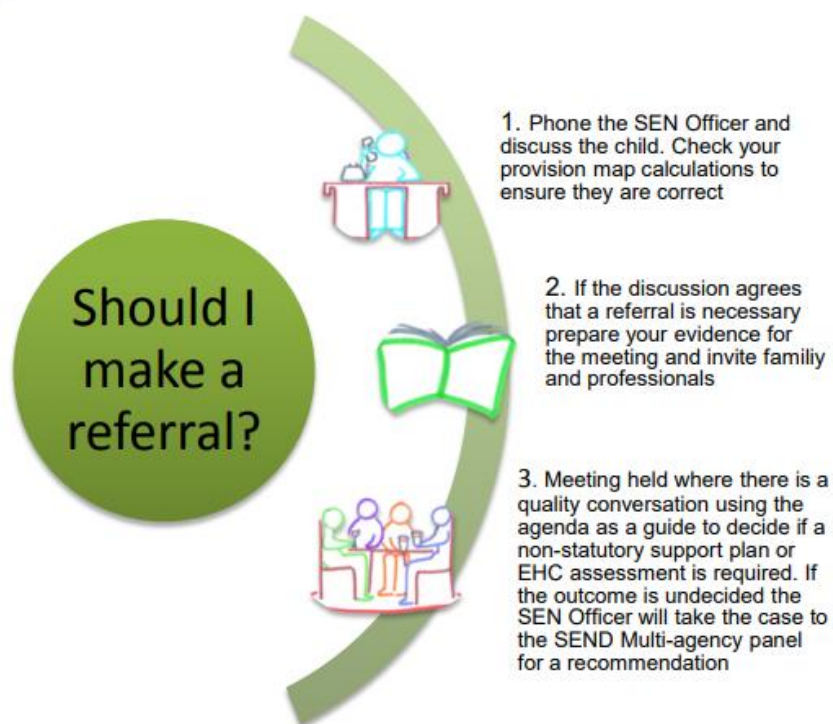 Should I
make a
referral?
1. Phone the SEN Officer and
discuss the child. Check your
provision map calculations to
ensure they are correct
2. If the discussion agrees
that a referral is necessary
prepare your evidence for
the meeting and invite familiy
and professionals
3. Meeting held where there is a
quality conversation using the
agenda as a guide to decide if a
non-statutory support plan or
EHC assessment is required. If
the outcome is undecided the
SEN Officer will take the case to
the SEND Multi-agency panel
for a recommendation